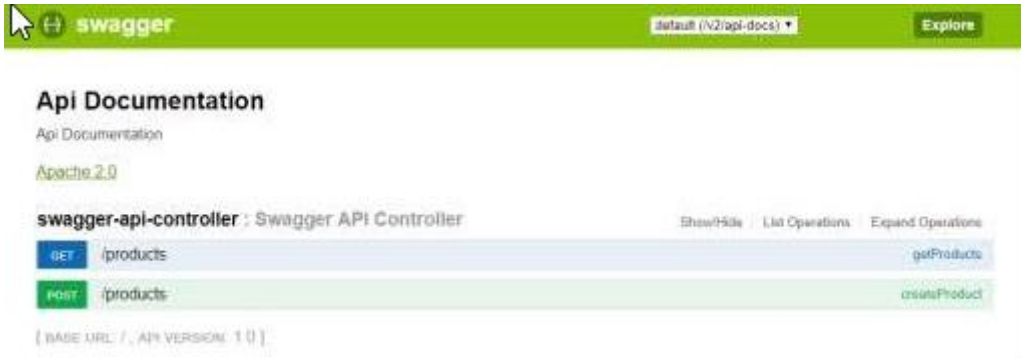 {···} swagger default (/v2/api-docs) ▾ Explore
Api Documentation
Api Documentation
Apache 2.0
swagger-api-controller : Swagger API Controller Show/Hide List Operations Expand Operations
GET /products getProducts
POST /products createProduct
[ BASE URL: / , API VERSION: 1.0 ]